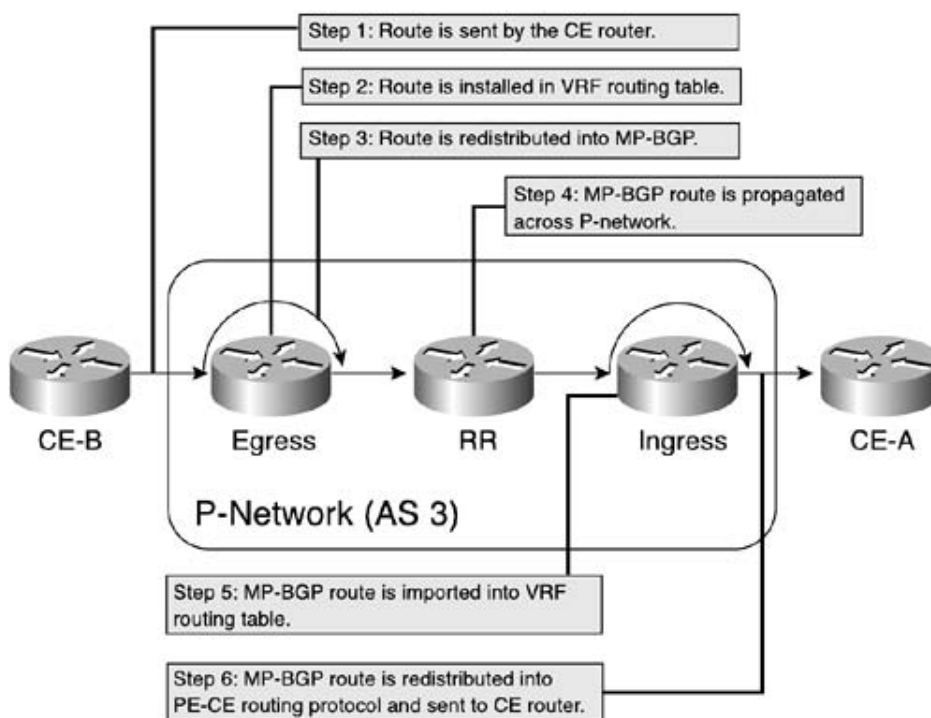 Step 1: Route is sent by the CE router.
Step 2: Route is installed in VRF routing table.
Step 3: Route is redistributed into MP-BGP.
Step 4: MP-BGP route is propagated
across P-network.
CE-B
Egress
RR
Ingress
CE-A
P-Network (AS 3)
Step 5: MP-BGP route is imported into VRF
routing table.
Step 6: MP-BGP route is redistributed into
PE-CE routing protocol and sent to CE router.